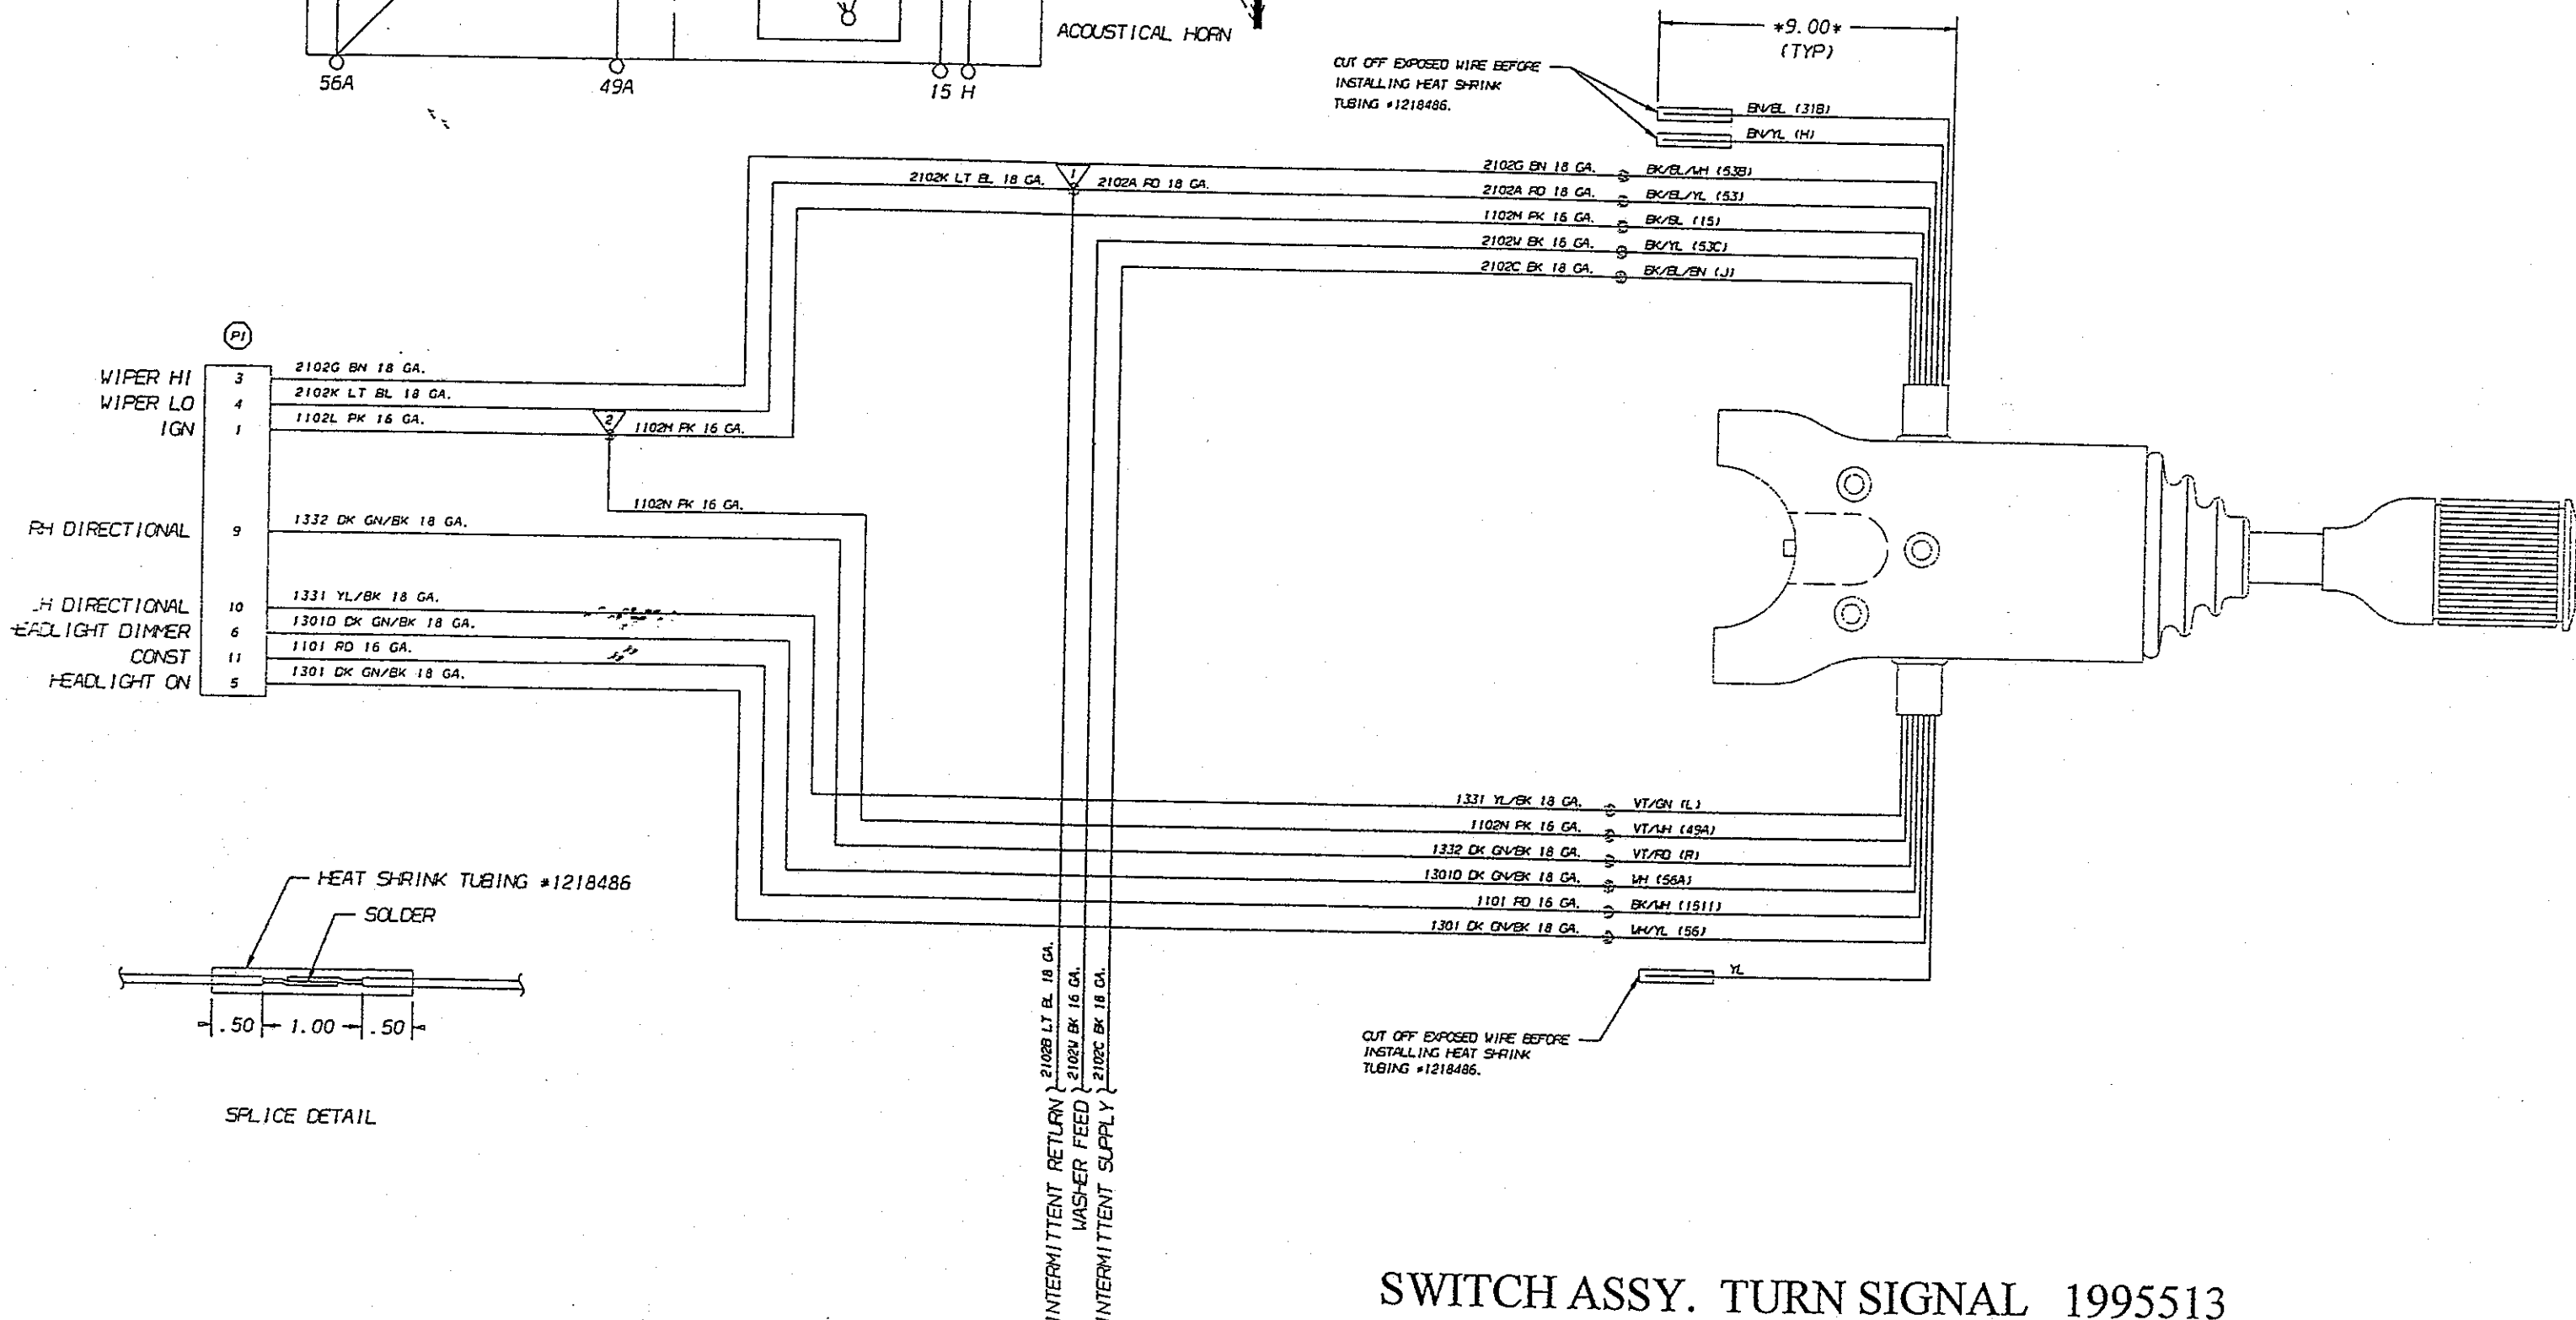 ACOUSTICAL HORN
56A
49A
15 H
*9.00*
(TYP)
CUT OFF EXPOSED WIRE BEFORE
INSTALLING HEAT SHRINK
TUBING #1218486.
BN/BL (31B)
BN/YL (H)
2102G BN 18 GA.
BK/BL/WH (53B)
2102K LT BL 18 GA.
1
2102A RD 18 GA.
2102A RD 18 GA.
BK/BL/YL (53)
1102M PK 16 GA.
BK/BL (15)
2102W BK 16 GA.
BK/YL (53C)
2102C BK 18 GA.
BK/BL/BN (J)
P1
WIPER HI
3
2102G BN 18 GA.
WIPER LO
4
2102K LT BL 18 GA.
IGN
1
1102L PK 16 GA.
2
1102M PK 16 GA.
1102N PK 16 GA.
RH DIRECTIONAL
9
1332 DK GN/BK 18 GA.
H DIRECTIONAL
10
1331 YL/BK 18 GA.
EADLIGHT DIMMER
6
1301D DK GN/BK 18 GA.
CONST
11
1101 RD 16 GA.
HEADLIGHT ON
5
1301 DK GN/BK 18 GA.
1331 YL/BK 18 GA.
VT/GN (L)
1102N PK 16 GA.
VT/WH (49A)
1332 DK GN/BK 18 GA.
VT/RD (R)
1301D DK GN/BK 18 GA.
WH (56A)
1101 RD 16 GA.
BK/WH (1511)
1301 DK GN/BK 18 GA.
WH/YL (56)
YL
CUT OFF EXPOSED WIRE BEFORE
INSTALLING HEAT SHRINK
TUBING #1218486.
HEAT SHRINK TUBING #1218486
SOLDER
.50
1.00
.50
SPLICE DETAIL
2102B LT BL 18 GA.
2102W BK 16 GA.
2102C BK 18 GA.
INTERMITTENT RETURN
WASHER FEED
INTERMITTENT SUPPLY
SWITCH ASSY. TURN SIGNAL 1995513